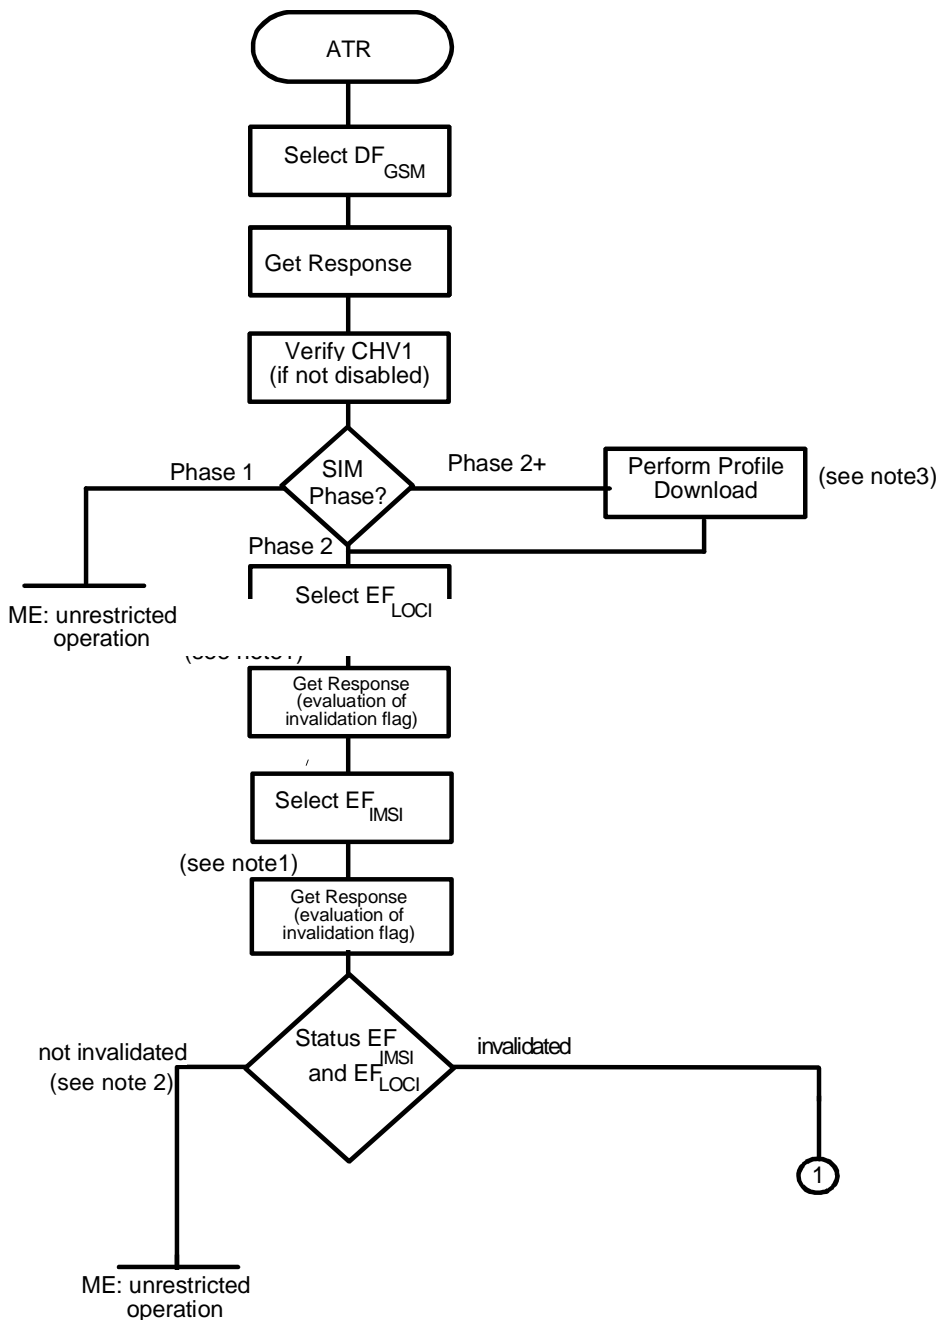 ATR
Select DF GSM
Get Response
Verify CHV1
(if not disabled)
Phase 1
SIM
Phase?
Phase 2+
Perform Profile
Download
(see note3)
Phase 2
Select EF LOCI
ME: unrestricted
operation
Get Response
(evaluation of
invalidation flag)
Select EF IMSI
(see note1)
Get Response
(evaluation of
invalidation flag)
Status EF IMSI
and EF LOCI
not invalidated
(see note 2)
invalidated
1
ME: unrestricted
operation